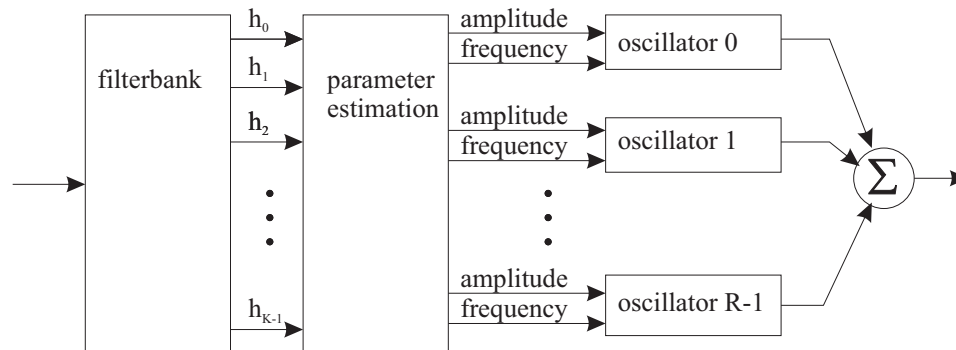 filterbank
h₀
h₁
h₂
h_K-1
parameter
estimation
amplitude
frequency
oscillator 0
amplitude
frequency
oscillator 1
amplitude
frequency
oscillator R-1
Σ